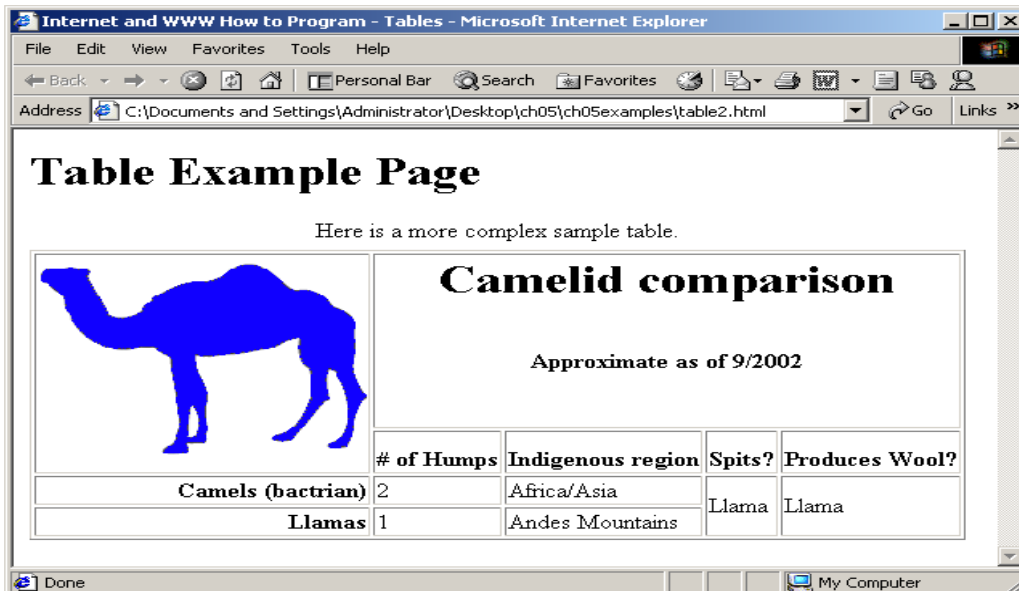 Internet and WWW How to Program - Tables - Microsoft Internet Explorer
File Edit View Favorites Tools Help
Back Personal Bar Search Favorites
Address C:\Documents and Settings\Administrator\Desktop\ch05\ch05examples\table2.html Go Links »
Table Example Page
Here is a more complex sample table.
Camelid comparison
Approximate as of 9/2002
# of Humps Indigenous region Spits? Produces Wool?
Camels (bactrian) 2 Africa/Asia Llama Llama
Llamas 1 Andes Mountains
Done My Computer